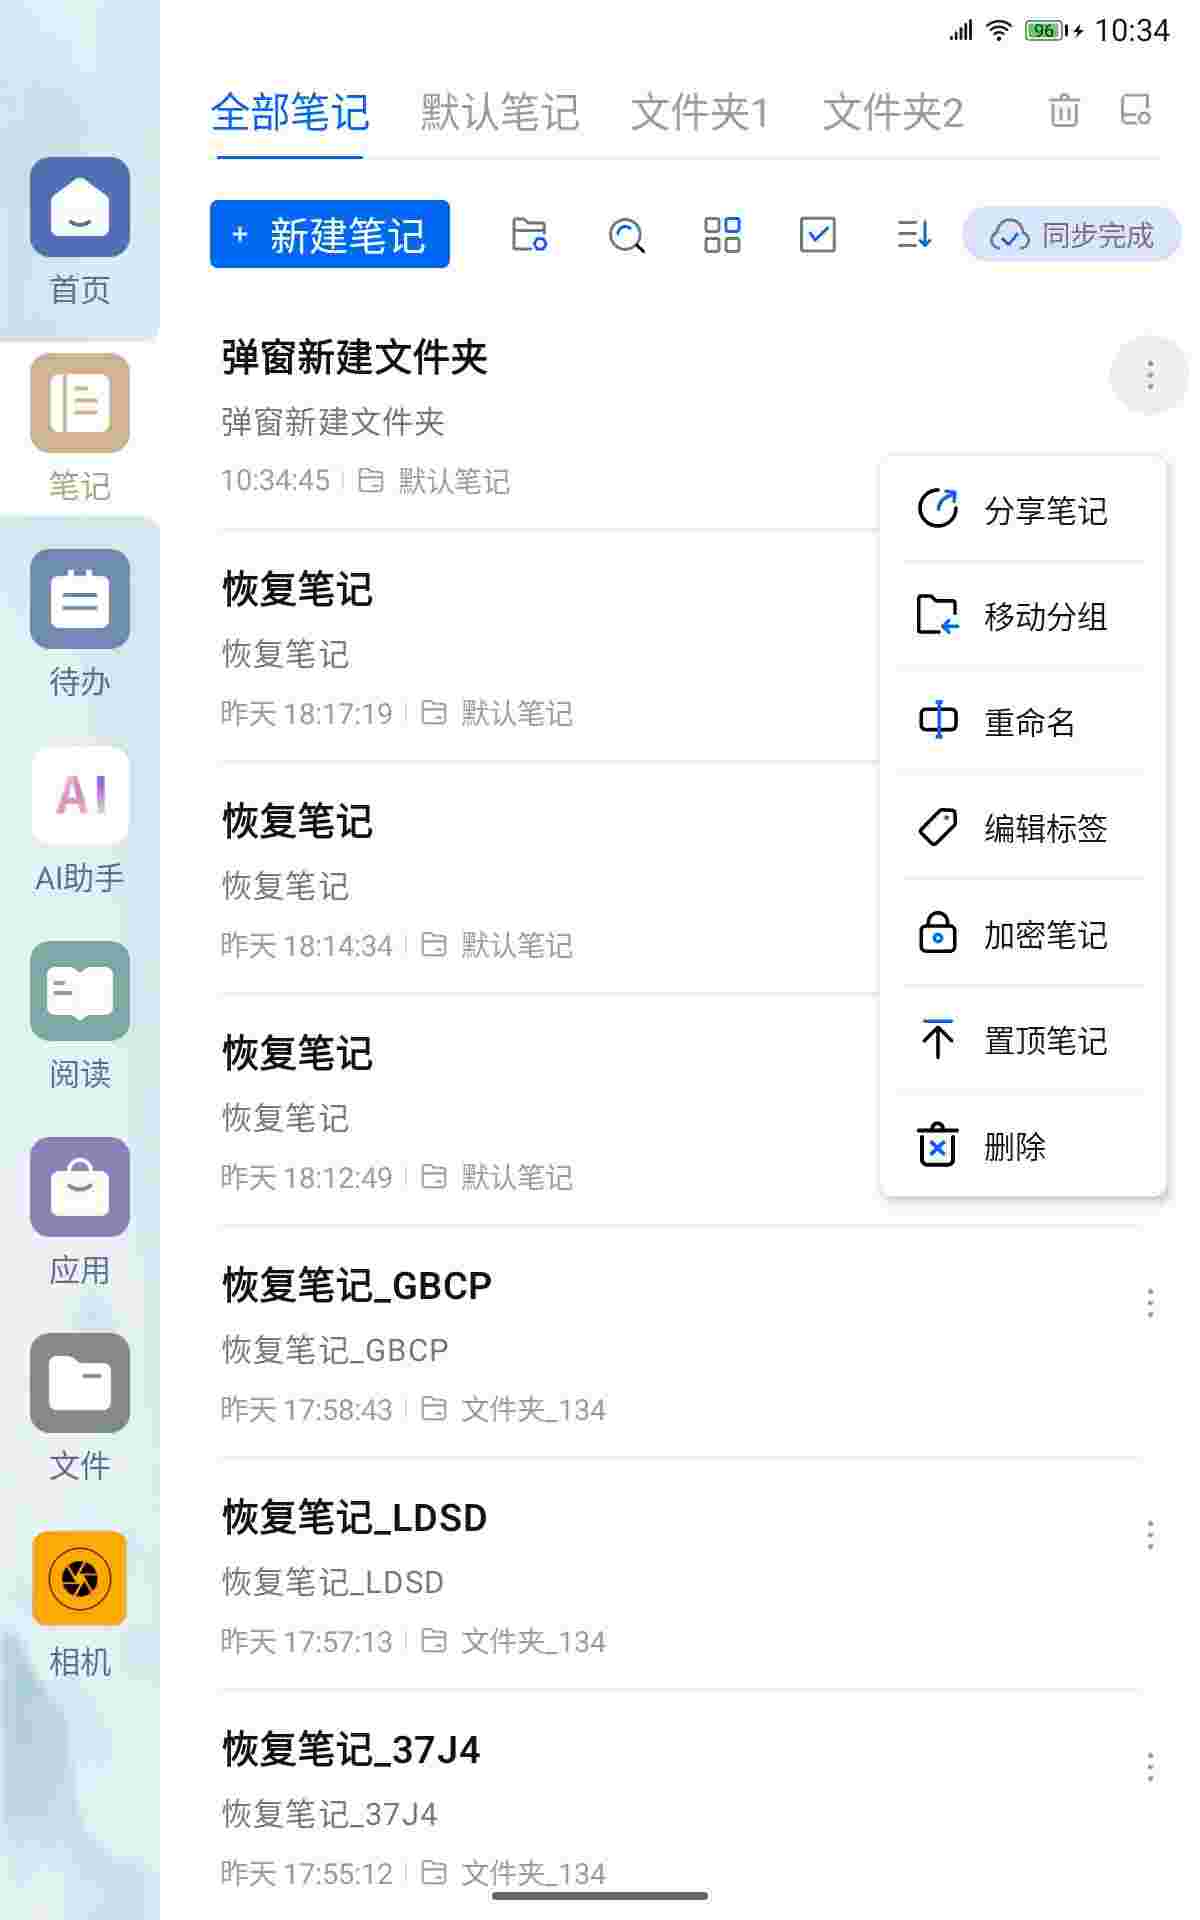 96 10:34
全部笔记 默认笔记 文件夹1 文件夹2
+ 新建笔记 同步完成
首页
笔记
待办
AI
AI助手
阅读
应用
文件
相机
弹窗新建文件夹
弹窗新建文件夹
10:34:45 默认笔记
恢复笔记
恢复笔记
昨天 18:17:19 默认笔记
恢复笔记
恢复笔记
昨天 18:14:34 默认笔记
恢复笔记
恢复笔记
昨天 18:12:49 默认笔记
恢复笔记_GBCP
恢复笔记_GBCP
昨天 17:58:43 文件夹_134
恢复笔记_LDSD
恢复笔记_LDSD
昨天 17:57:13 文件夹_134
恢复笔记_37J4
恢复笔记_37J4
昨天 17:55:12 文件夹_134
分享笔记
移动分组
重命名
编辑标签
加密笔记
置顶笔记
删除